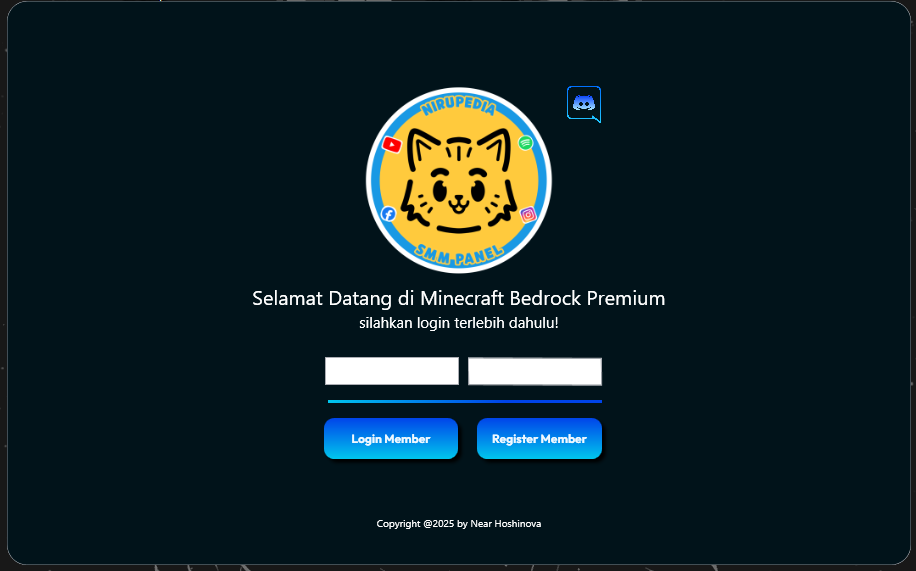 NIRUPEDIA
SMM PANEL
Selamat Datang di Minecraft Bedrock Premium
silahkan login terlebih dahulu!
Login Member
Register Member
Copyright @2025 by Near Hoshinova